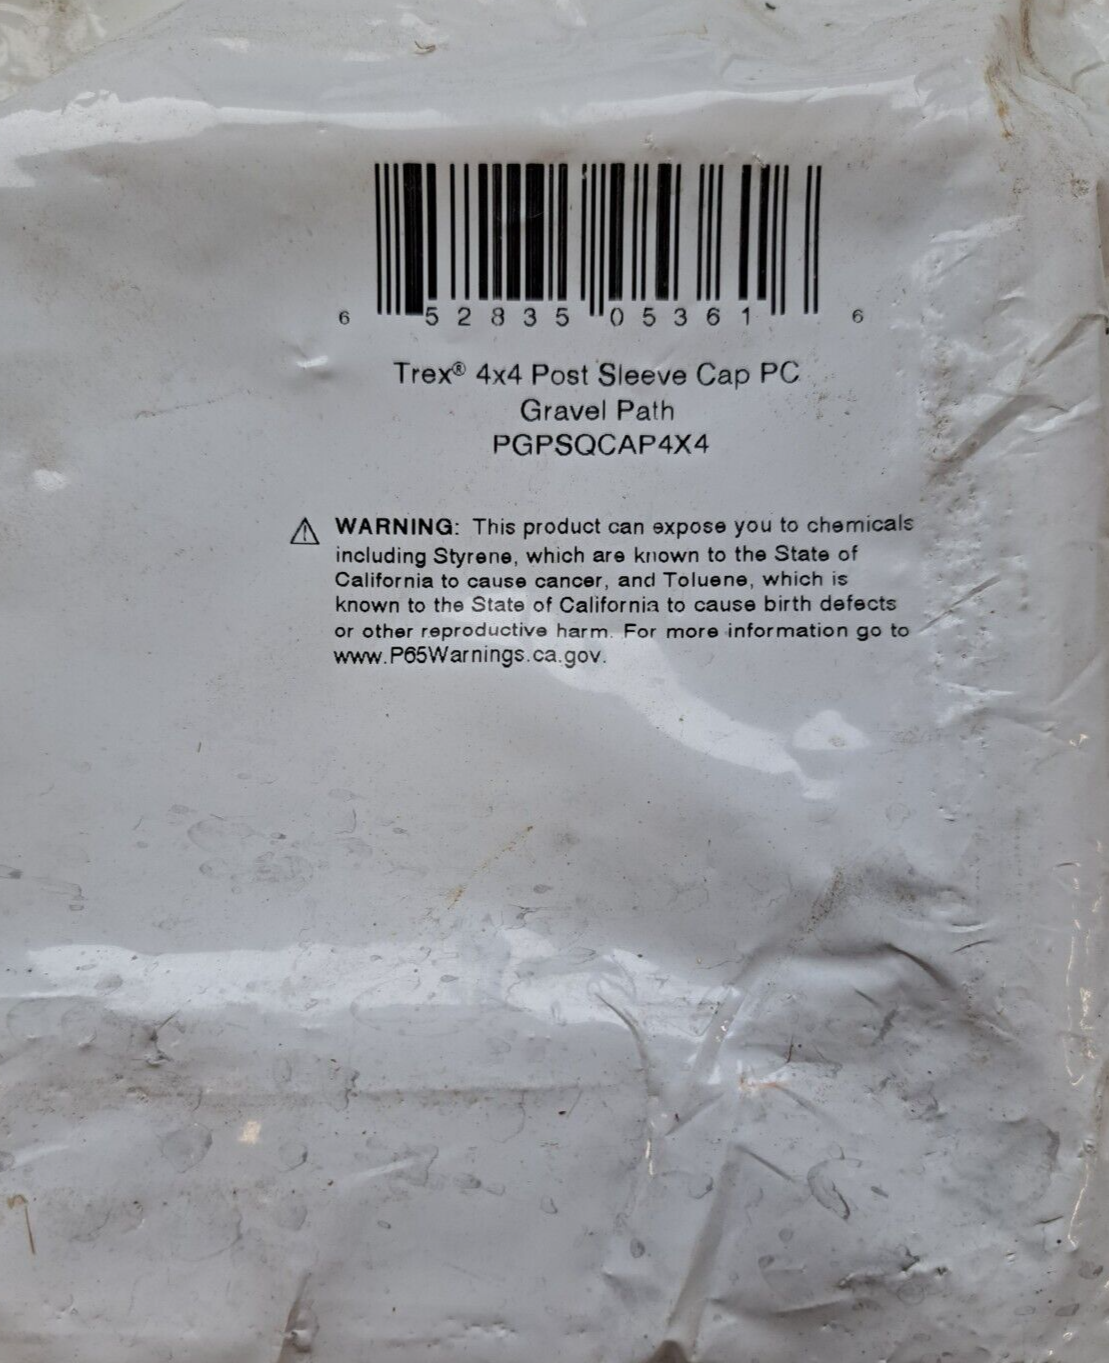 6 52835 05361 6
Trex® 4x4 Post Sleeve Cap PC
Gravel Path
PGPSQCAP4X4
⚠ WARNING: This product can expose you to chemicals
including Styrene, which are known to the State of
California to cause cancer, and Toluene, which is
known to the State of California to cause birth defects
or other reproductive harm. For more information go to
www.P65Warnings.ca.gov.